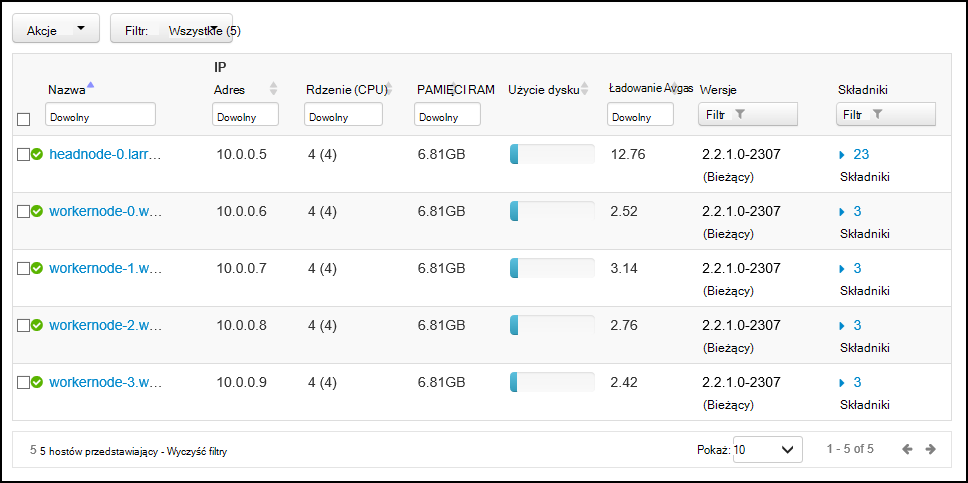 Akcje Filtr: Wszystkie (5)
IP
Nazwa Adres Rdzenie (CPU) PAMIĘCI RAM Użycie dysku Ładowanie Avgas Wersje Składniki
Dowolny Dowolny Dowolny Dowolny Dowolny Filtr Filtr
headnode-0.larr... 10.0.0.5 4 (4) 6.81GB 12.76 2.2.1.0-2307 23
(Bieżący) Składniki
workernode-0.w... 10.0.0.6 4 (4) 6.81GB 2.52 2.2.1.0-2307 3
(Bieżący) Składniki
workernode-1.w... 10.0.0.7 4 (4) 6.81GB 3.14 2.2.1.0-2307 3
(Bieżący) Składniki
workernode-2.w... 10.0.0.8 4 (4) 6.81GB 2.76 2.2.1.0-2307 3
(Bieżący) Składniki
workernode-3.w... 10.0.0.9 4 (4) 6.81GB 2.42 2.2.1.0-2307 3
(Bieżący) Składniki
5 5 hostów przedstawiający - Wyczyść filtry Pokaż: 10 1 - 5 of 5